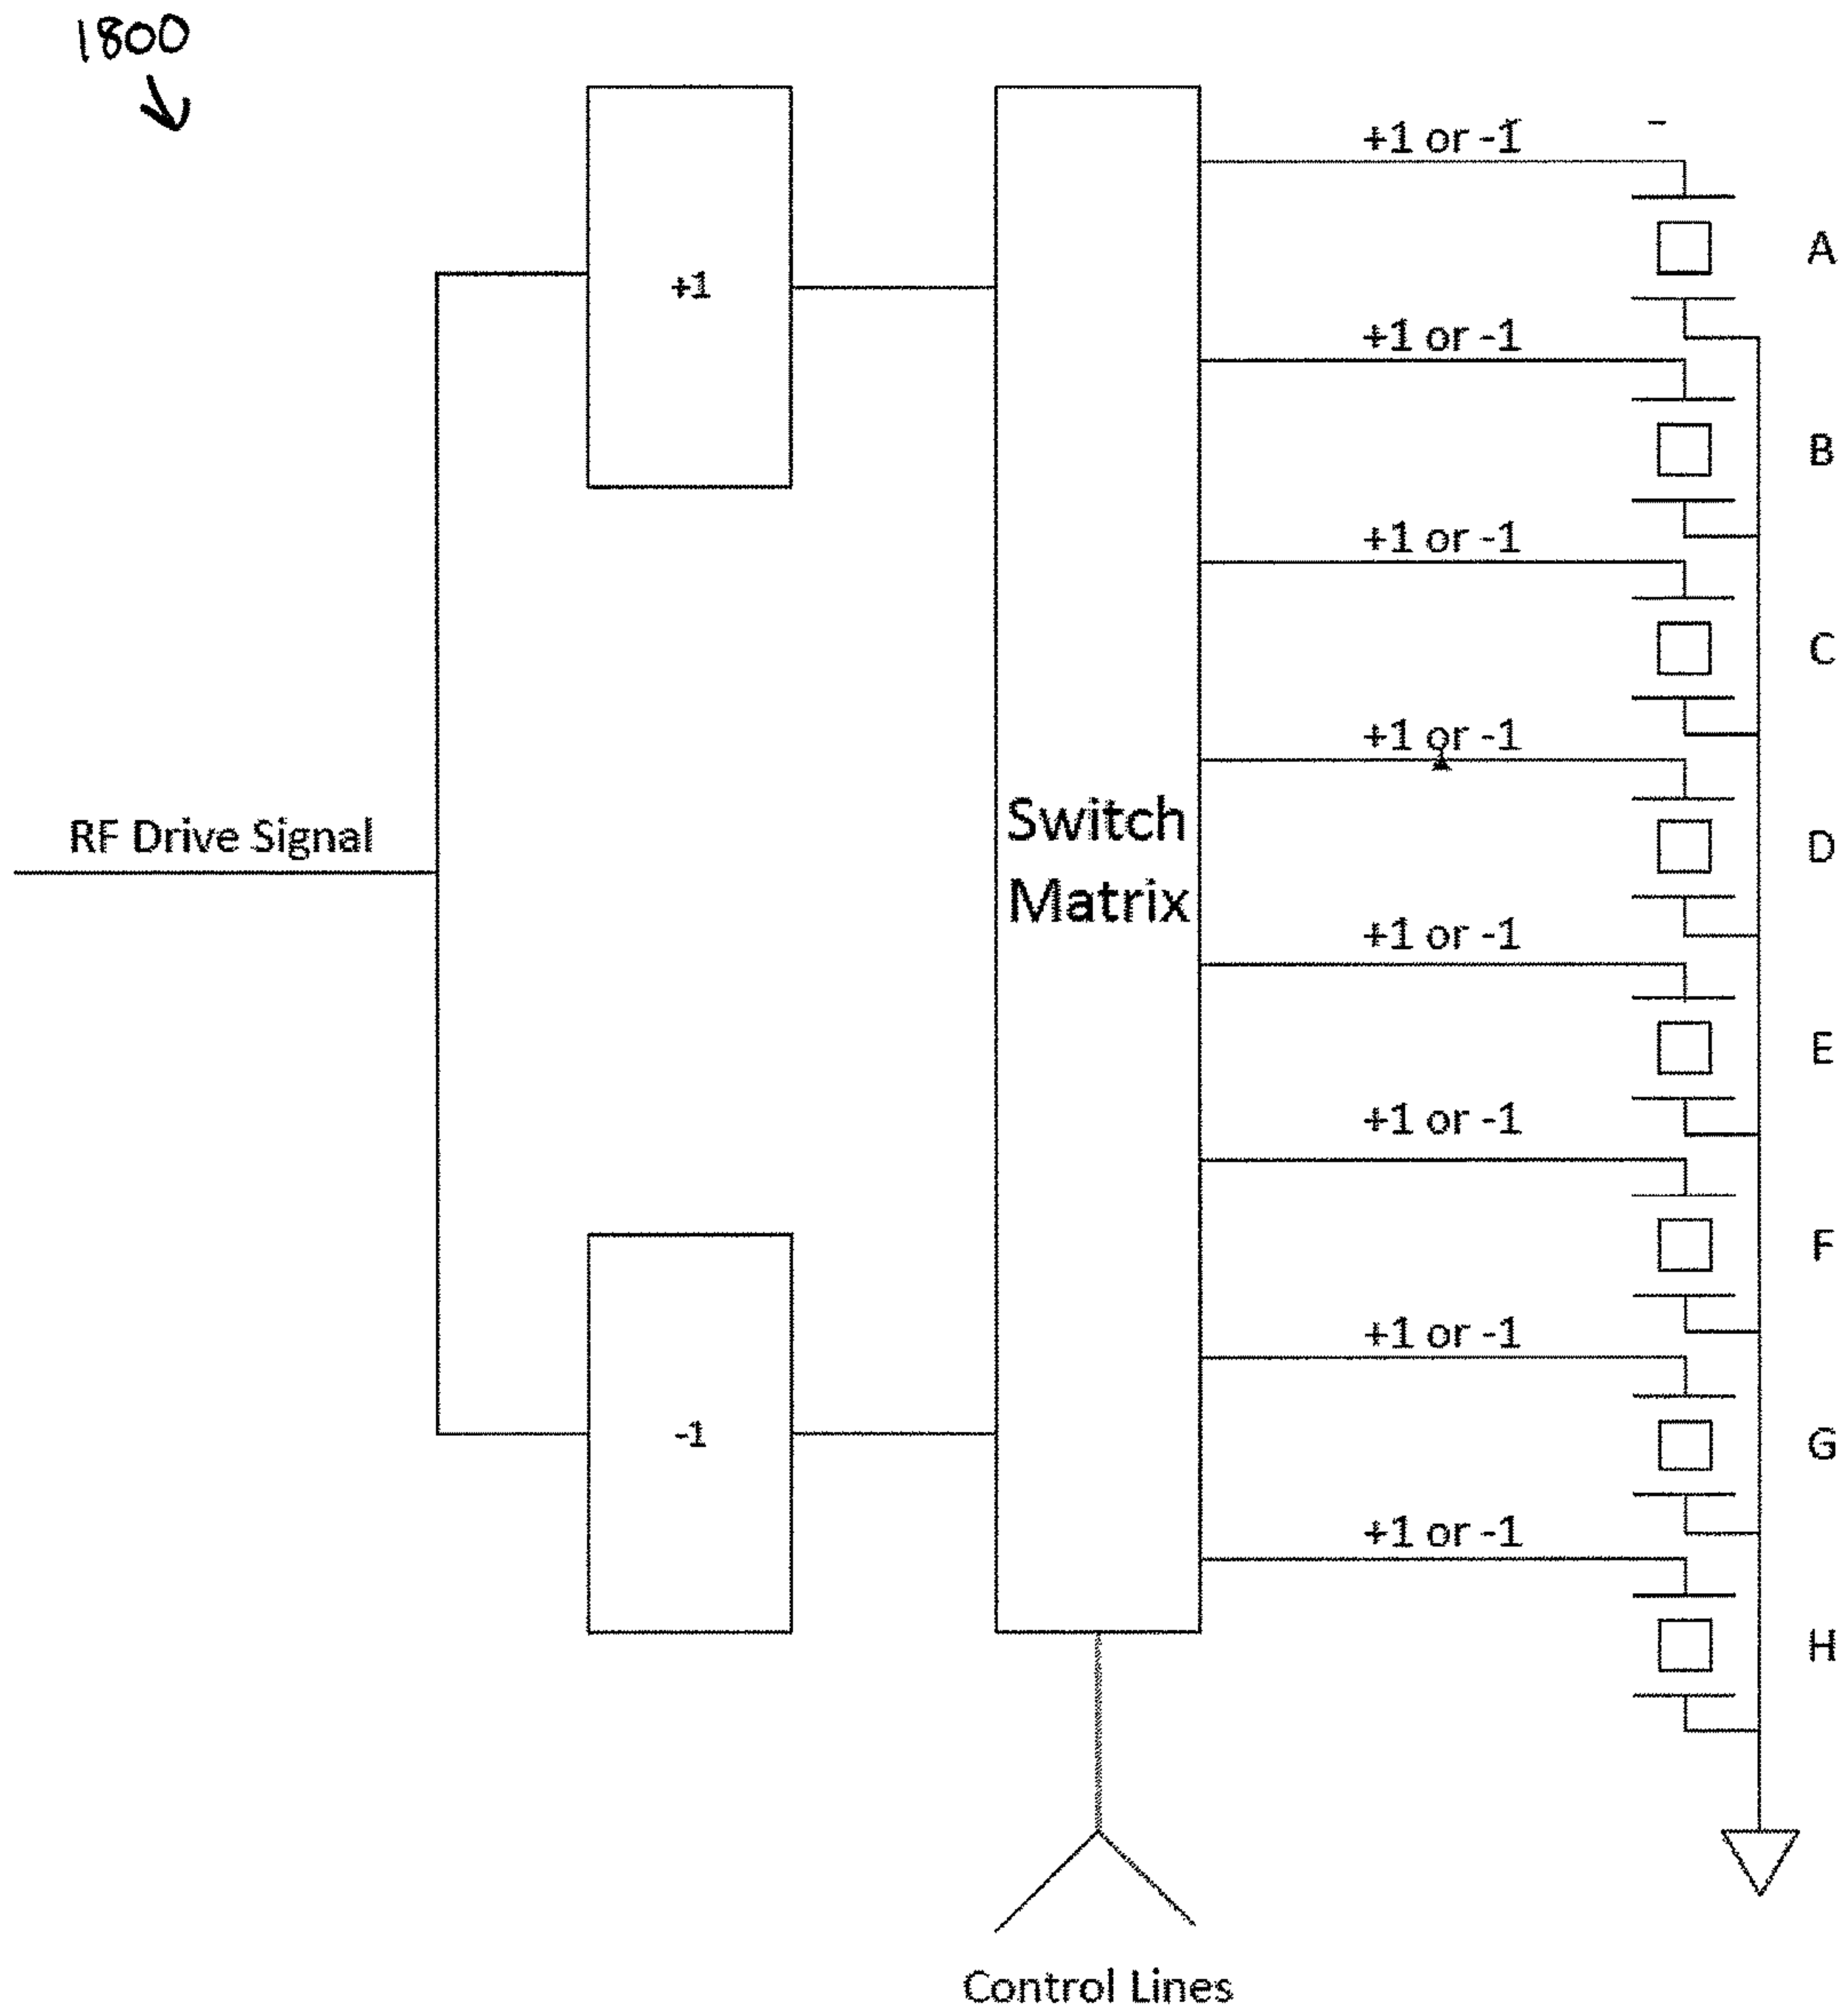 1800
+1 or -1
+1
A
+1 or -1
B
+1 or -1
C
+1 or -1
RF Drive Signal
Switch
Matrix
D
+1 or -1
E
+1 or -1
F
+1 or -1
-1
G
+1 or -1
H
Control Lines